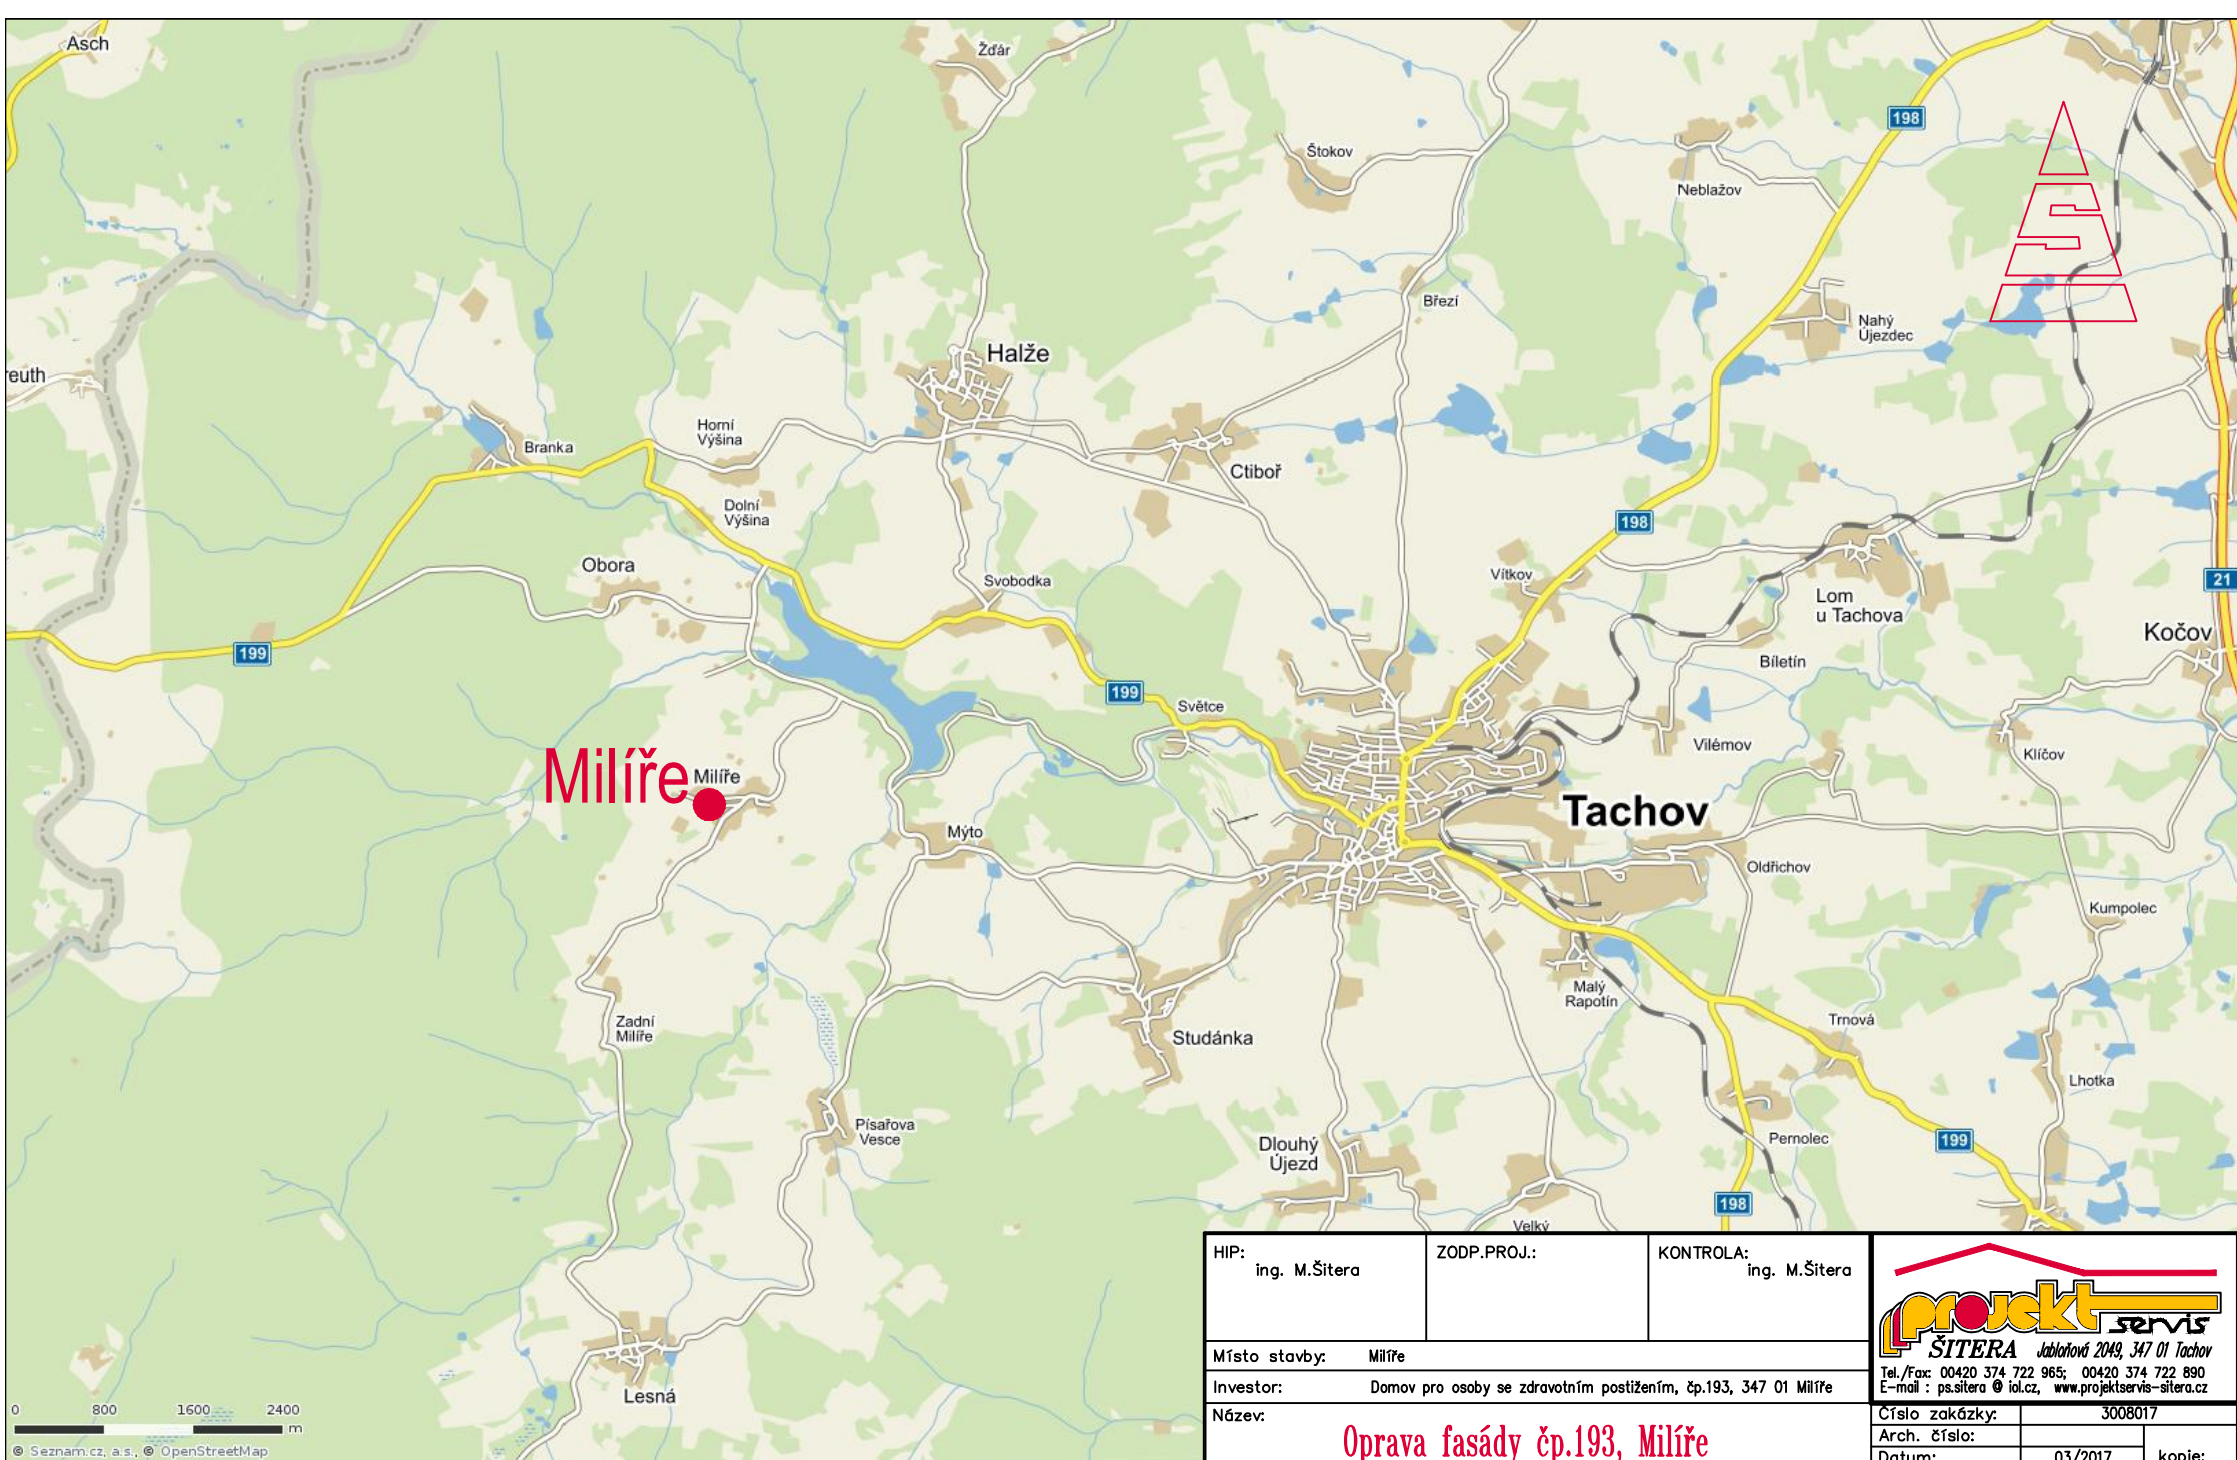 Asch
Žďár
198
Štokov
Neblažov
Březí
Nahý
Újezdec
Halže
reuth
Horní
Výšina
Branka
Ctiboř
Dolní
Výšina
198
Obora
Svobodka
Vítkov
21
Lom
u Tachova
Kočov
199
Bíletín
199
Světce
Vilémov
Klíčov
Milíře
Milíře
Tachov
Mýto
Oldřichov
Kumpolec
Malý
Rapotín
Zadní
Milíře
Trnová
Studánka
Lhotka
Písařova
Vesce
Dlouhý
Újezd
Pernolec
199
198
Velký
Lesná
0 800 1600 2400
m
© Seznam.cz, a.s., © OpenStreetMap
HIP:
ing. M.Šitera
ZODP.PROJ.:
KONTROLA:
ing. M.Šitera
projekt
servis
ŠITERA Jabloňová 2049, 347 01 Tachov
Tel./Fax: 00420 374 722 965; 00420 374 722 890
E-mail : ps.sitera @ iol.cz, www.projektservis-sitera.cz
Místo stavby: Milíře
Investor: Domov pro osoby se zdravotním postižením, čp.193, 347 01 Milíře
Název:
Oprava fasády čp.193, Milíře
Číslo zakázky: 3008017
Arch. číslo:
Datum: 03/2017 kopie: